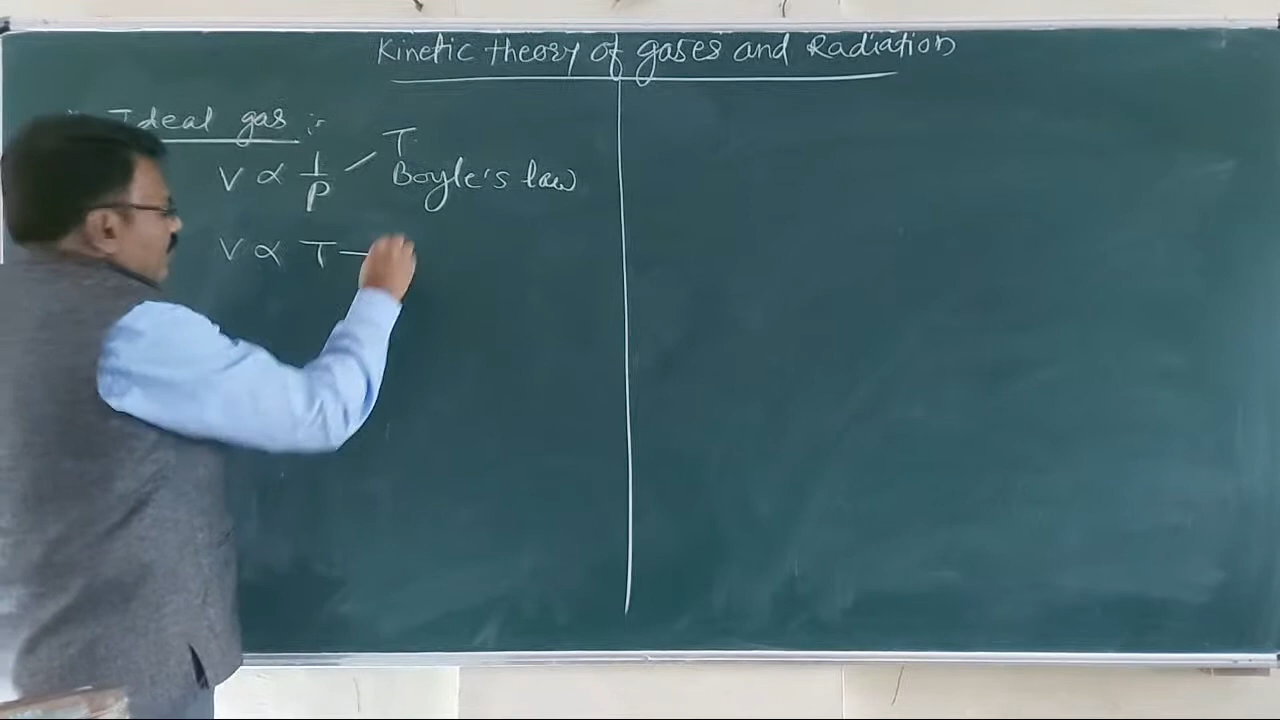 Kinetic theory of gases and Radiation
Ideal gas :-
T
V ∝ 1/P — Boyle's law
V ∝ T —